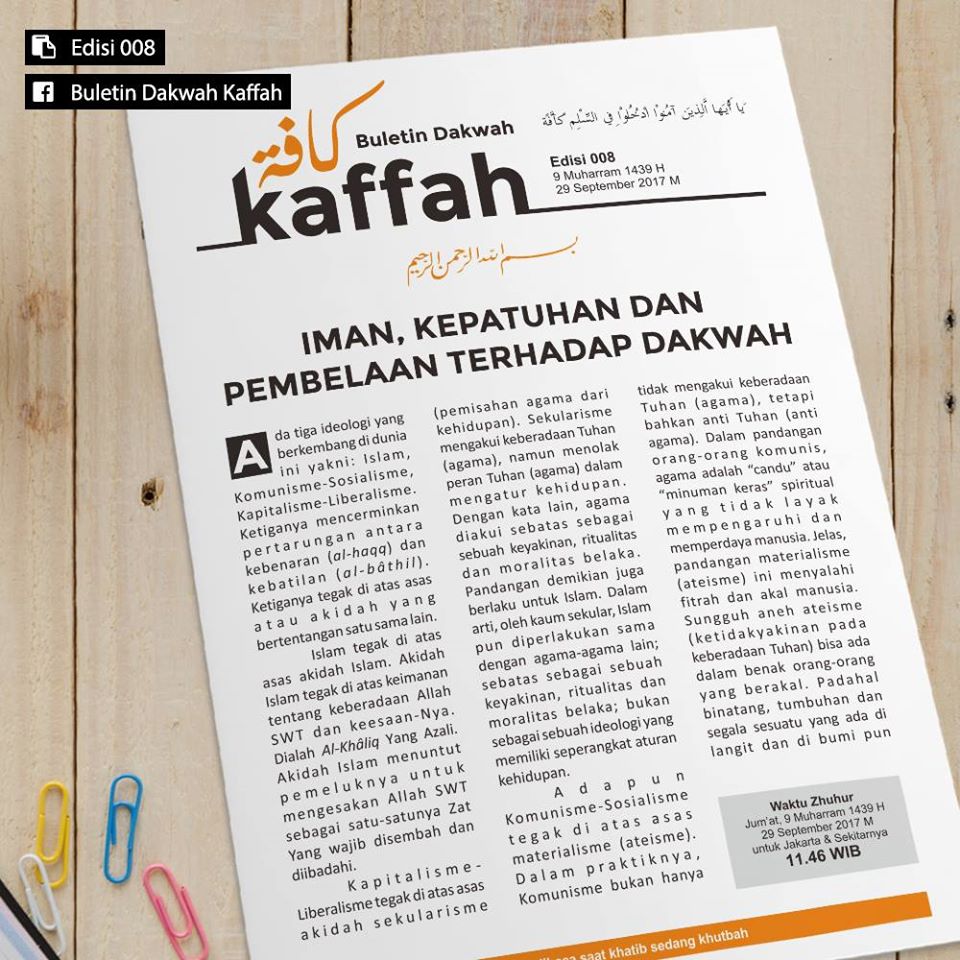 Edisi 008
Buletin Dakwah Kaffah
كافة
Buletin Dakwah
kaffah
يَا أَيُّهَا الَّذِينَ آمَنُوا ادْخُلُوا فِي السِّلْمِ كَافَّةً
Edisi 008
9 Muharram 1439 H
29 September 2017 M
بسم الله الرحمن الرحيم
IMAN, KEPATUHAN DAN
PEMBELAAN TERHADAP DAKWAH
Ada tiga ideologi yang
berkembang di dunia
ini yakni: Islam,
Komunisme-Sosialisme,
Kapitalisme-Liberalisme.
Ketiganya mencerminkan
pertarungan antara
kebenaran (al-haqq) dan
kebatilan (al-bâthil).
Ketiganya tegak di atas asas
atau akidah yang
bertentangan satu sama lain.
Islam tegak di atas
asas akidah Islam. Akidah
Islam tegak di atas keimanan
tentang keberadaan Allah
SWT dan keesaan-Nya.
Dialah Al-Khâliq Yang Azali.
Akidah Islam menuntut
pemeluknya untuk
mengesakan Allah SWT
sebagai satu-satunya Zat
Yang wajib disembah dan
diibadahi.
Kapitalisme-
Liberalisme tegak di atas asas
akidah sekularisme
(pemisahan agama dari
kehidupan). Sekularisme
mengakui keberadaan Tuhan
(agama), namun menolak
peran Tuhan (agama) dalam
mengatur kehidupan.
Dengan kata lain, agama
diakui sebatas sebagai
sebuah keyakinan, ritualitas
dan moralitas belaka.
Pandangan demikian juga
berlaku untuk Islam. Dalam
arti, oleh kaum sekular, Islam
pun diperlakukan sama
dengan agama-agama lain;
sebatas sebagai sebuah
keyakinan, ritualitas dan
moralitas belaka; bukan
sebagai sebuah ideologi yang
memiliki seperangkat aturan
kehidupan.
Adapun
Komunisme-Sosialisme
tegak di atas asas
materialisme (ateisme).
Dalam praktiknya,
Komunisme bukan hanya
tidak mengakui keberadaan
Tuhan (agama), tetapi
bahkan anti Tuhan (anti
agama). Dalam pandangan
orang-orang komunis,
agama adalah “candu” atau
“minuman keras” spiritual
yang tidak layak
mempengaruhi dan
memperdaya manusia. Jelas,
pandangan materialisme
(ateisme) ini menyalahi
fitrah dan akal manusia.
Sungguh aneh ateisme
(ketidakyakinan pada
keberadaan Tuhan) bisa ada
dalam benak orang-orang
yang berakal. Padahal
binatang, tumbuhan dan
segala sesuatu yang ada di
langit dan di bumi pun
Waktu Zhuhur
Jum'at, 9 Muharram 1439 H
29 September 2017 M
untuk Jakarta & Sekitarnya
11.46 WIB
saat khatib sedang khutbah